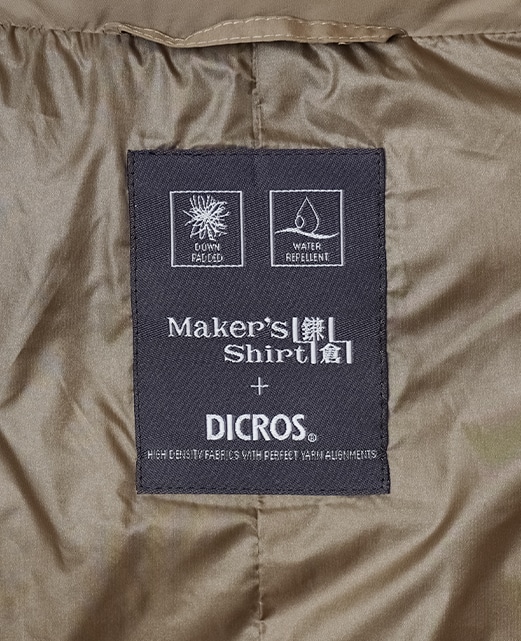 DOWN
PADDED
WATER
REPELLENT
Maker's 鎌
Shirt 倉
+
DICROS®
HIGH DENSITY FABRICS WITH PERFECT YARN ALIGNMENTS